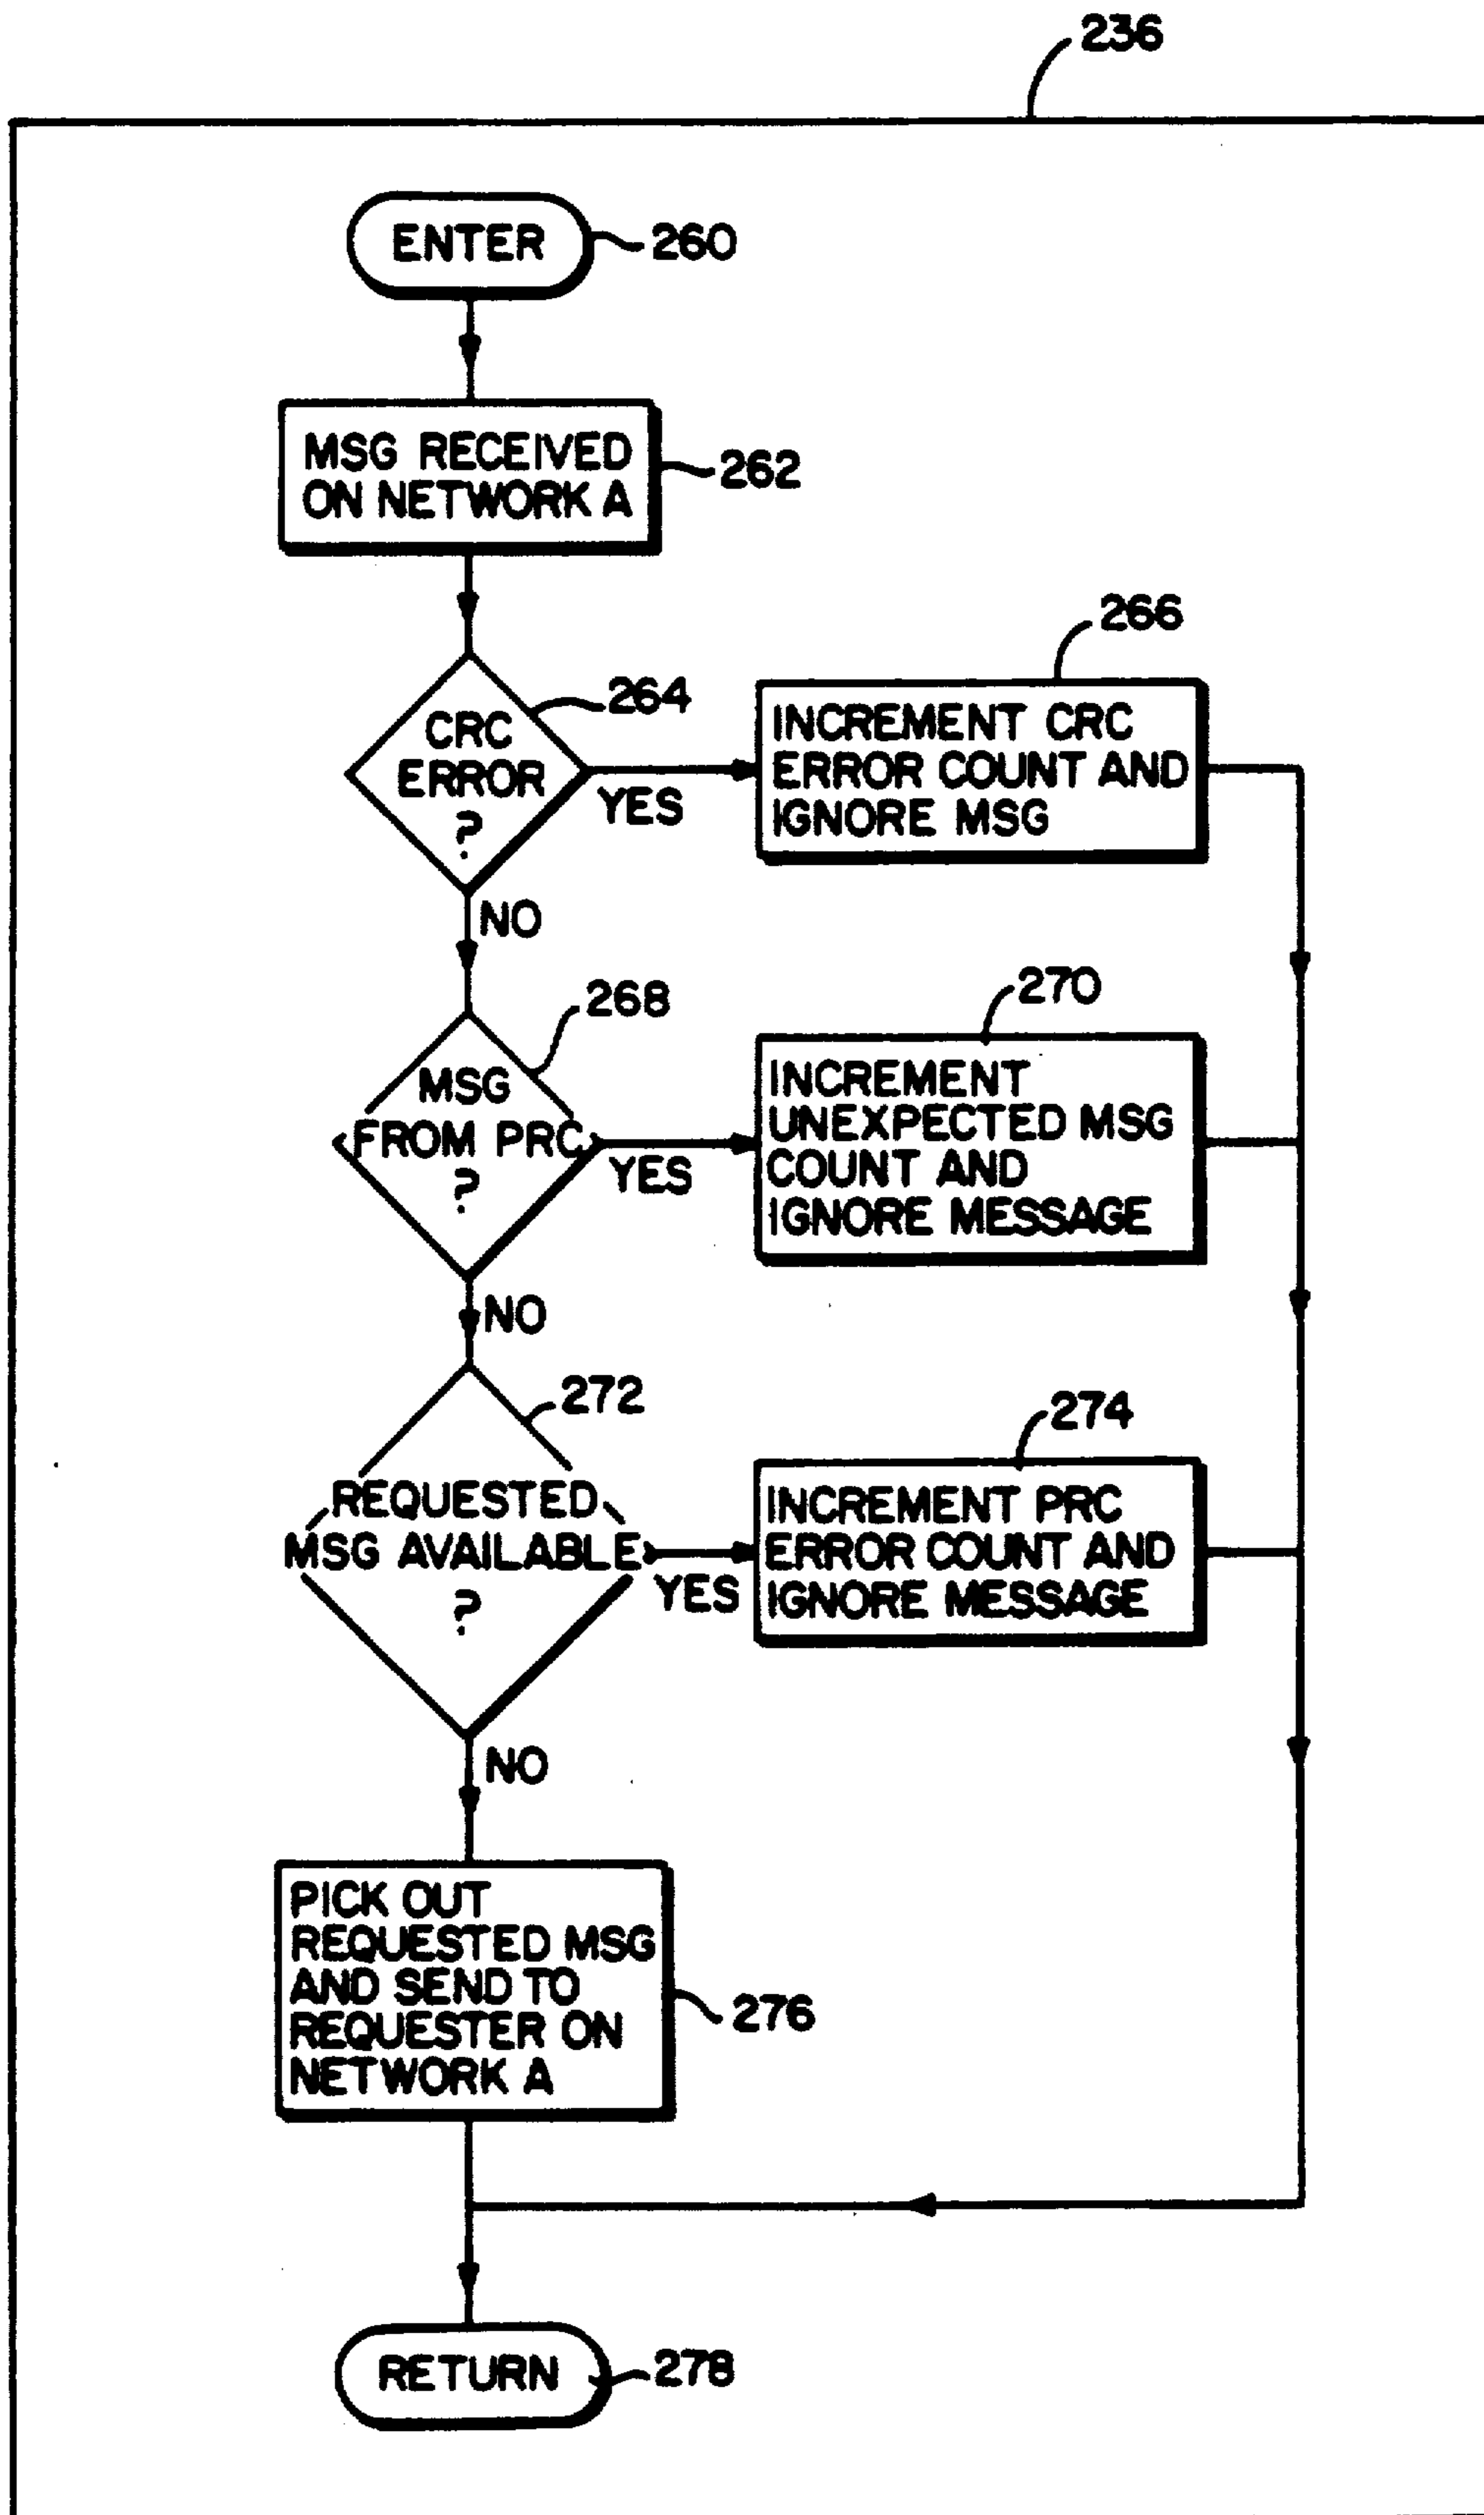 236
ENTER
260
MSG RECEIVED
ON NETWORK A
262
CRC
ERROR
?
264
YES
NO
INCREMENT CRC
ERROR COUNT AND
IGNORE MSG
266
MSG
FROM PRC
?
268
YES
NO
INCREMENT
UNEXPECTED MSG
COUNT AND
IGNORE MESSAGE
270
REQUESTED
MSG AVAILABLE
?
272
YES
NO
INCREMENT PRC
ERROR COUNT AND
IGNORE MESSAGE
274
PICK OUT
REQUESTED MSG
AND SEND TO
REQUESTER ON
NETWORK A
276
RETURN
278